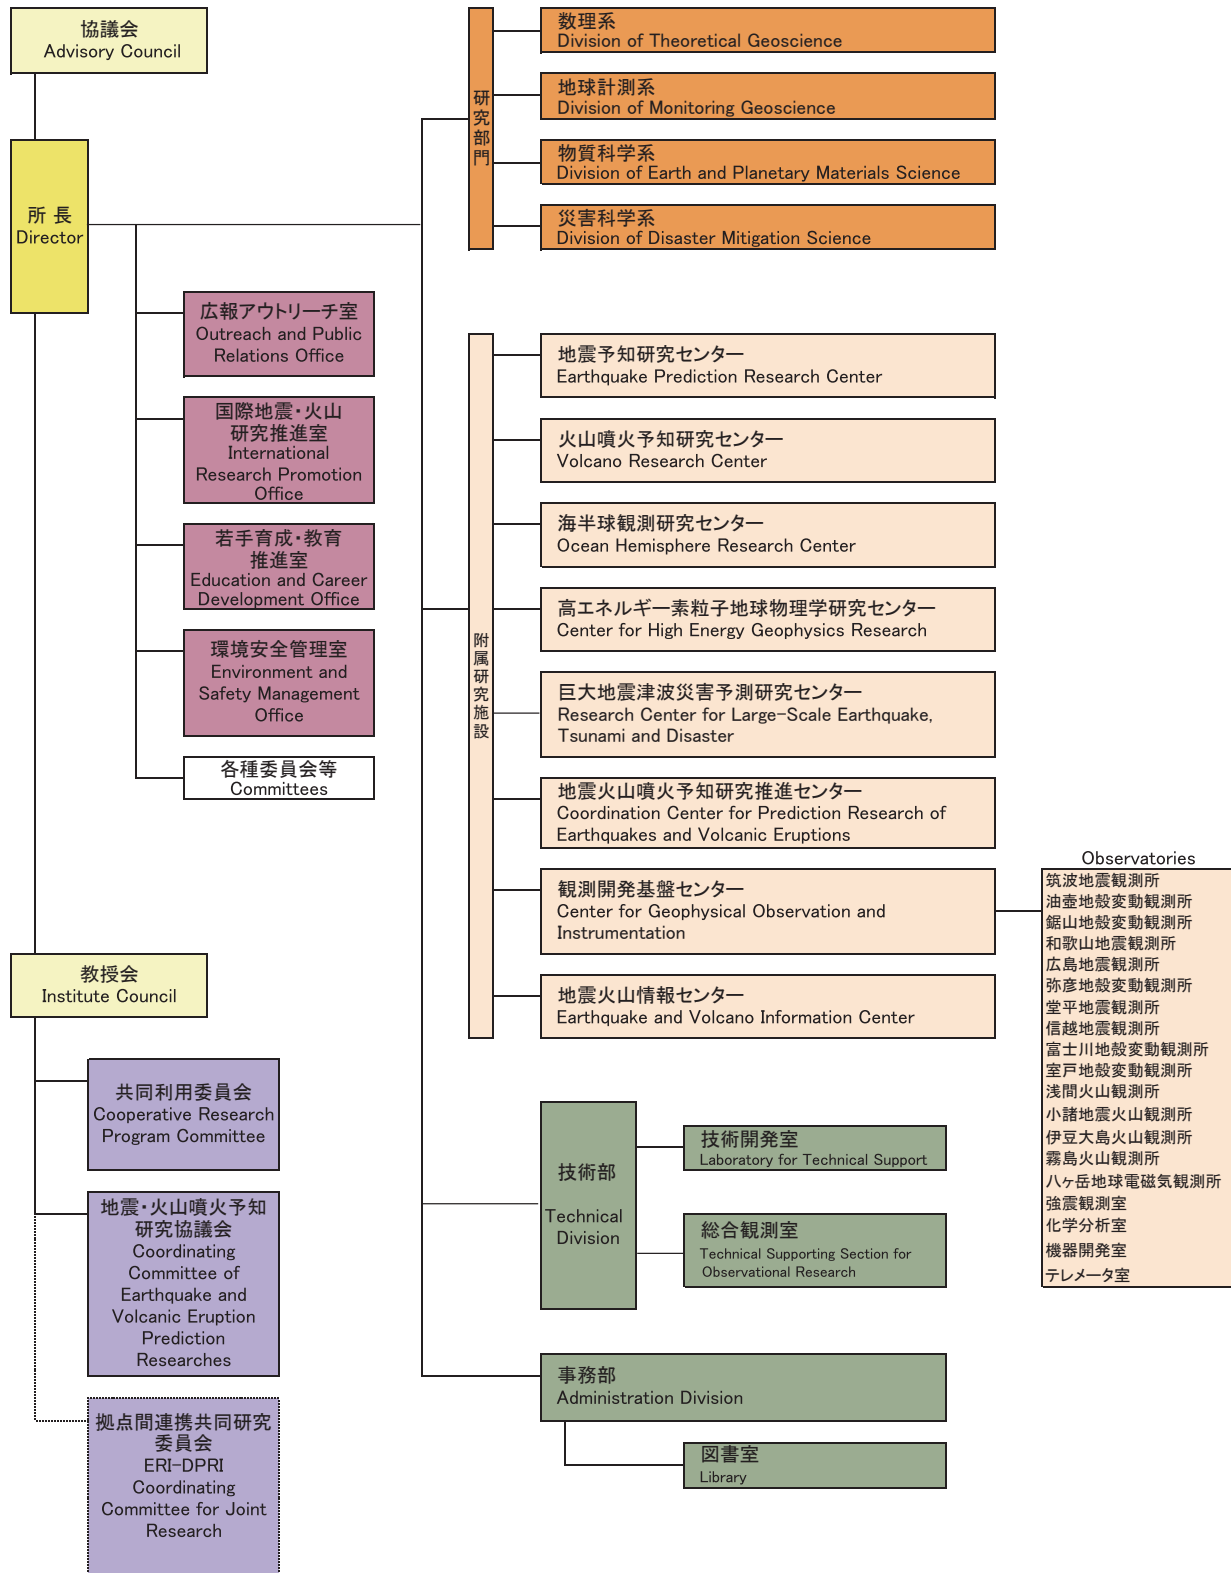 協議会
Advisory Council
所 長
Director
広報アウトリーチ室
Outreach and Public
Relations Office
国際地震・火山
研究推進室
International
Research Promotion
Office
若手育成・教育
推進室
Education and Career
Development Office
環境安全管理室
Environment and
Safety Management
Office
各種委員会等
Committees
教授会
Institute Council
共同利用委員会
Cooperative Research
Program Committee
地震・火山噴火予知
研究協議会
Coordinating
Committee of
Earthquake and
Volcanic Eruption
Prediction
Researches
拠点間連携共同研究
委員会
ERI-DPRI
Coordinating
Committee for Joint
Research
研究部門
数理系
Division of Theoretical Geoscience
地球計測系
Division of Monitoring Geoscience
物質科学系
Division of Earth and Planetary Materials Science
災害科学系
Division of Disaster Mitigation Science
附属研究施設
地震予知研究センター
Earthquake Prediction Research Center
火山噴火予知研究センター
Volcano Research Center
海半球観測研究センター
Ocean Hemisphere Research Center
高エネルギー素粒子地球物理学研究センター
Center for High Energy Geophysics Research
巨大地震津波災害予測研究センター
Research Center for Large-Scale Earthquake,
Tsunami and Disaster
地震火山噴火予知研究推進センター
Coordination Center for Prediction Research of
Earthquakes and Volcanic Eruptions
観測開発基盤センター
Center for Geophysical Observation and
Instrumentation
地震火山情報センター
Earthquake and Volcano Information Center
Observatories
筑波地震観測所
油壺地殻変動観測所
鋸山地殻変動観測所
和歌山地震観測所
広島地震観測所
弥彦地殻変動観測所
堂平地震観測所
信越地震観測所
富士川地殻変動観測所
室戸地殻変動観測所
浅間火山観測所
小諸地震火山観測所
伊豆大島火山観測所
霧島火山観測所
八ヶ岳地球電磁気観測所
強震観測室
化学分析室
機器開発室
テレメータ室
技術部
Technical
Division
技術開発室
Laboratory for Technical Support
総合観測室
Technical Supporting Section for
Observational Research
事務部
Administration Division
図書室
Library